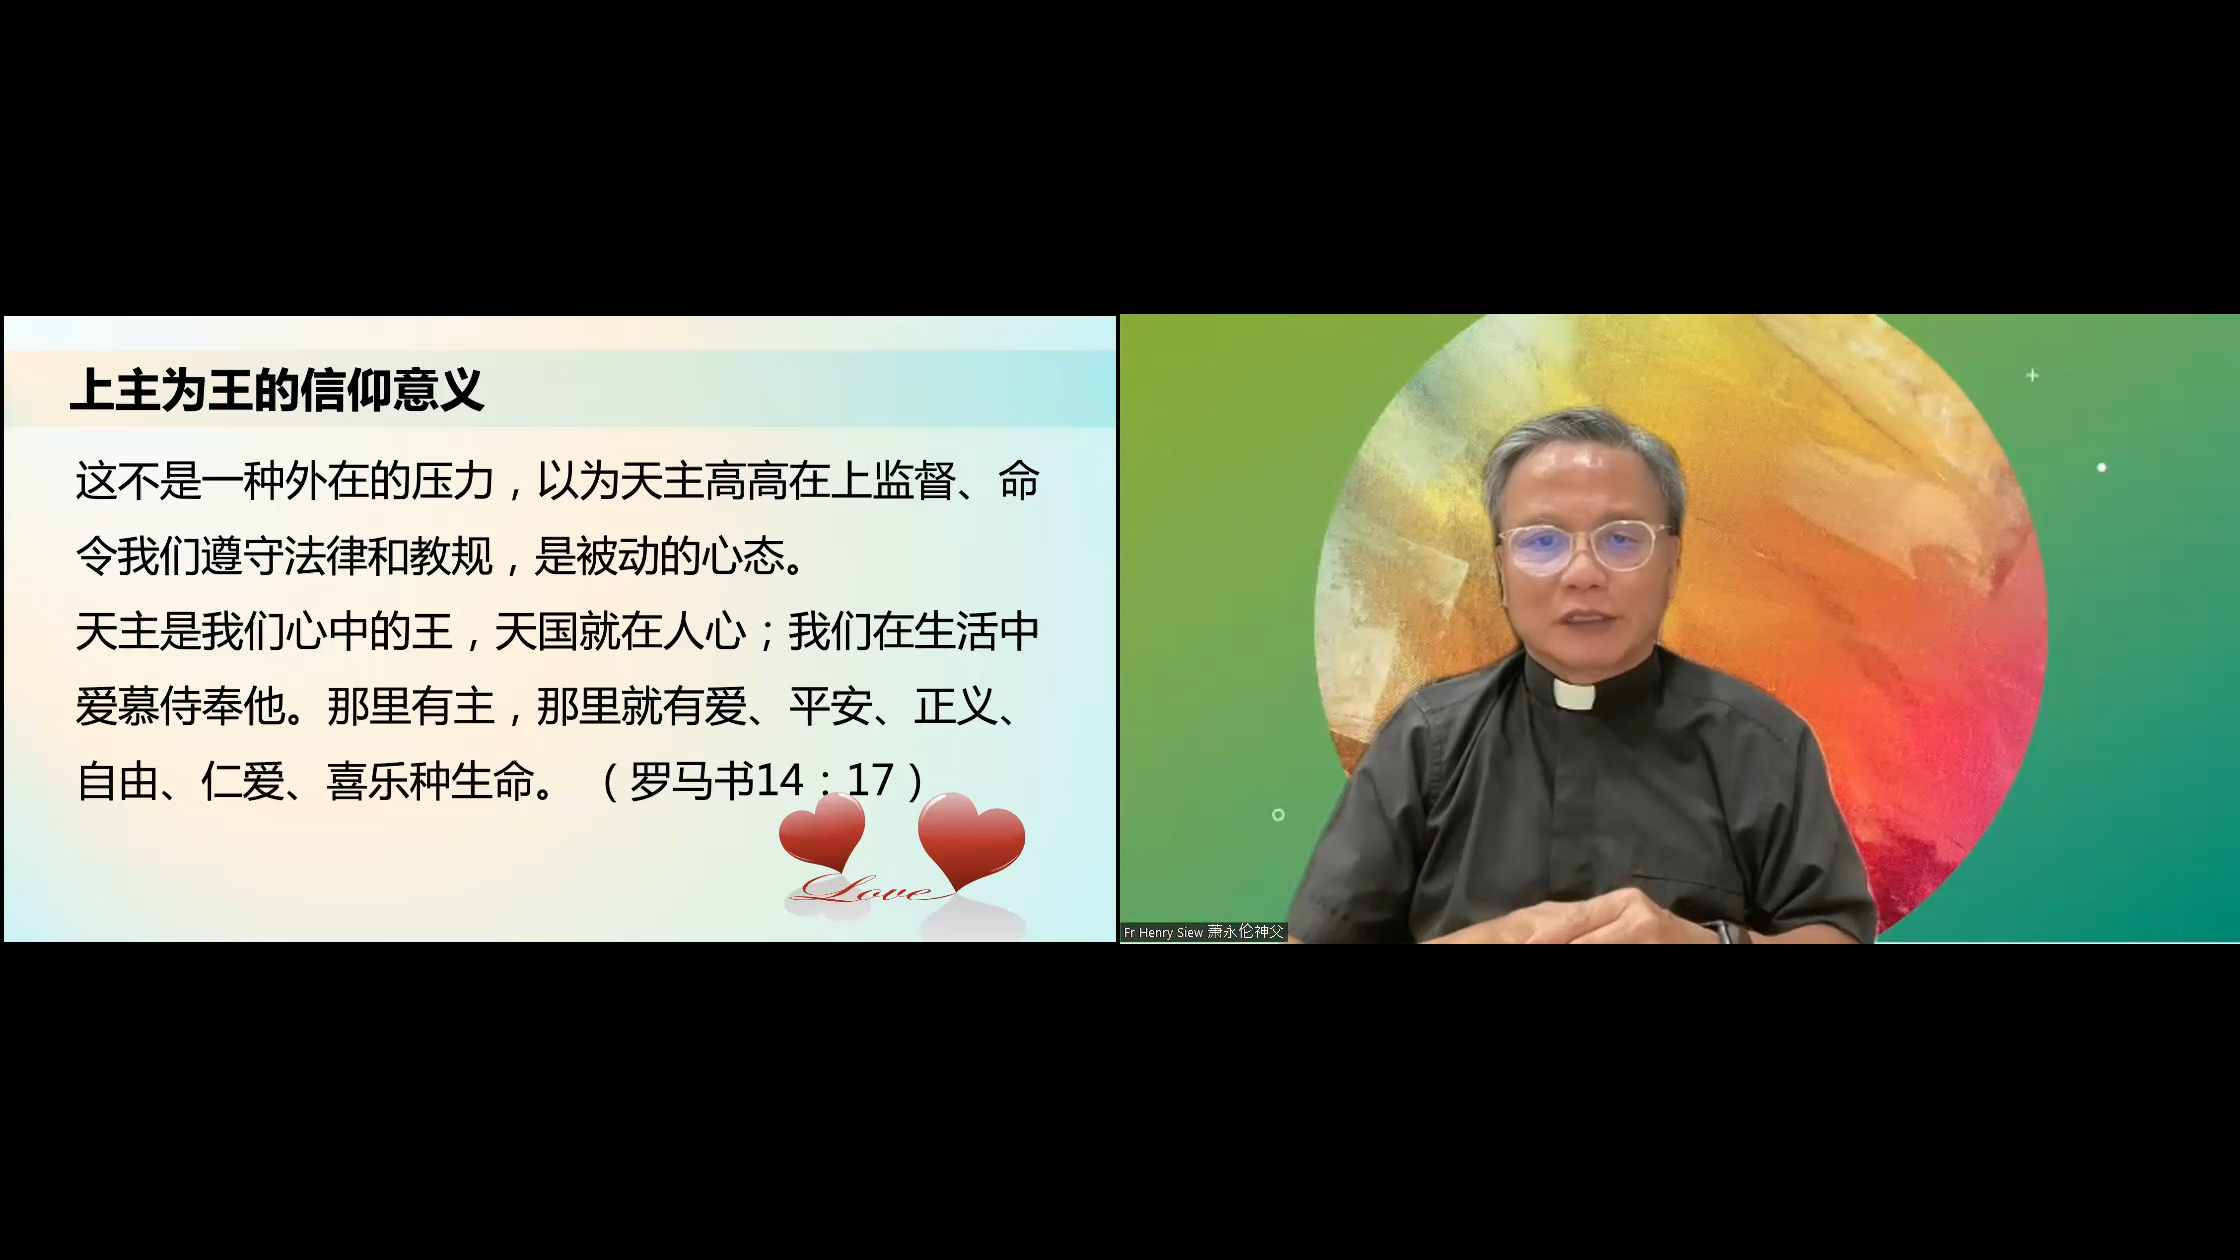 上主为王的信仰意义
这不是一种外在的压力，以为天主高高在上监督、命
令我们遵守法律和教规，是被动的心态。
天主是我们心中的王，天国就在人心；我们在生活中
爱慕侍奉他。那里有主，那里就有爱、平安、正义、
自由、仁爱、喜乐种生命。（罗马书14：17）
Love
Fr Henry Siew 萧永伦神父